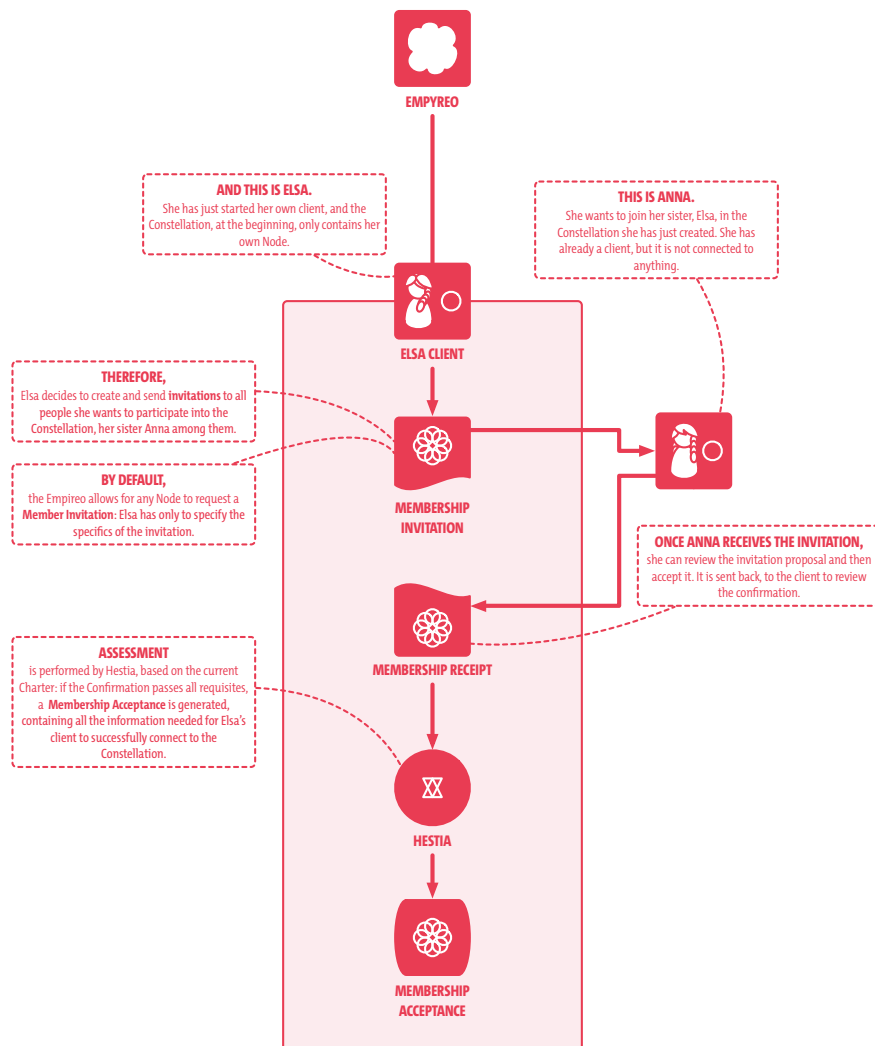 EMPYREO
AND THIS IS ELSA.
She has just started her own client, and the
Constellation, at the beginning, only contains her
own Node.
THIS IS ANNA.
She wants to join her sister, Elsa, in the
Constellation she has just created. She has
already a client, but it is not connected to
anything.
ELSA CLIENT
THEREFORE,
Elsa decides to create and send invitations to all
people she wants to participate into the
Constellation, her sister Anna among them.
BY DEFAULT,
the Empireo allows for any Node to request a
Member Invitation: Elsa has only to specify the
specifics of the invitation.
MEMBERSHIP
INVITATION
ONCE ANNA RECEIVES THE INVITATION,
she can review the invitation proposal and then
accept it. It is sent back, to the client to review
the confirmation.
MEMBERSHIP RECEIPT
ASSESSMENT
is performed by Hestia, based on the current
Charter: if the Confirmation passes all requisites,
a Membership Acceptance is generated,
containing all the information needed for Elsa's
client to successfully connect to the
Constellation.
HESTIA
MEMBERSHIP
ACCEPTANCE